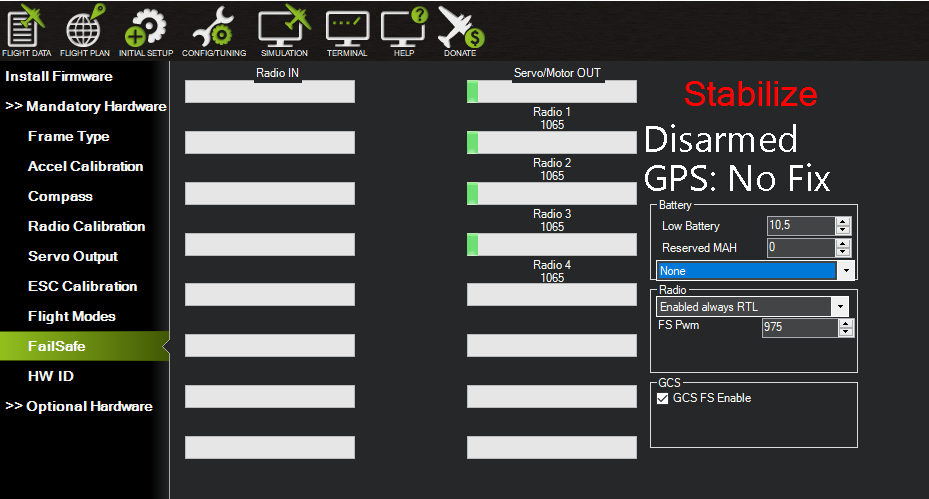 FLIGHT DATA FLIGHT PLAN INITIAL SETUP CONFIG/TUNING SIMULATION TERMINAL HELP DONATE
Install Firmware
>> Mandatory Hardware
Frame Type
Accel Calibration
Compass
Radio Calibration
Servo Output
ESC Calibration
Flight Modes
FailSafe
HW ID
>> Optional Hardware
Radio IN
Servo/Motor OUT
Radio 1
1065
Radio 2
1065
Radio 3
1065
Radio 4
1065
Stabilize
Disarmed
GPS: No Fix
Battery
Low Battery 10,5
Reserved MAH 0
None
Radio
Enabled always RTL
FS Pwm 975
GCS
GCS FS Enable